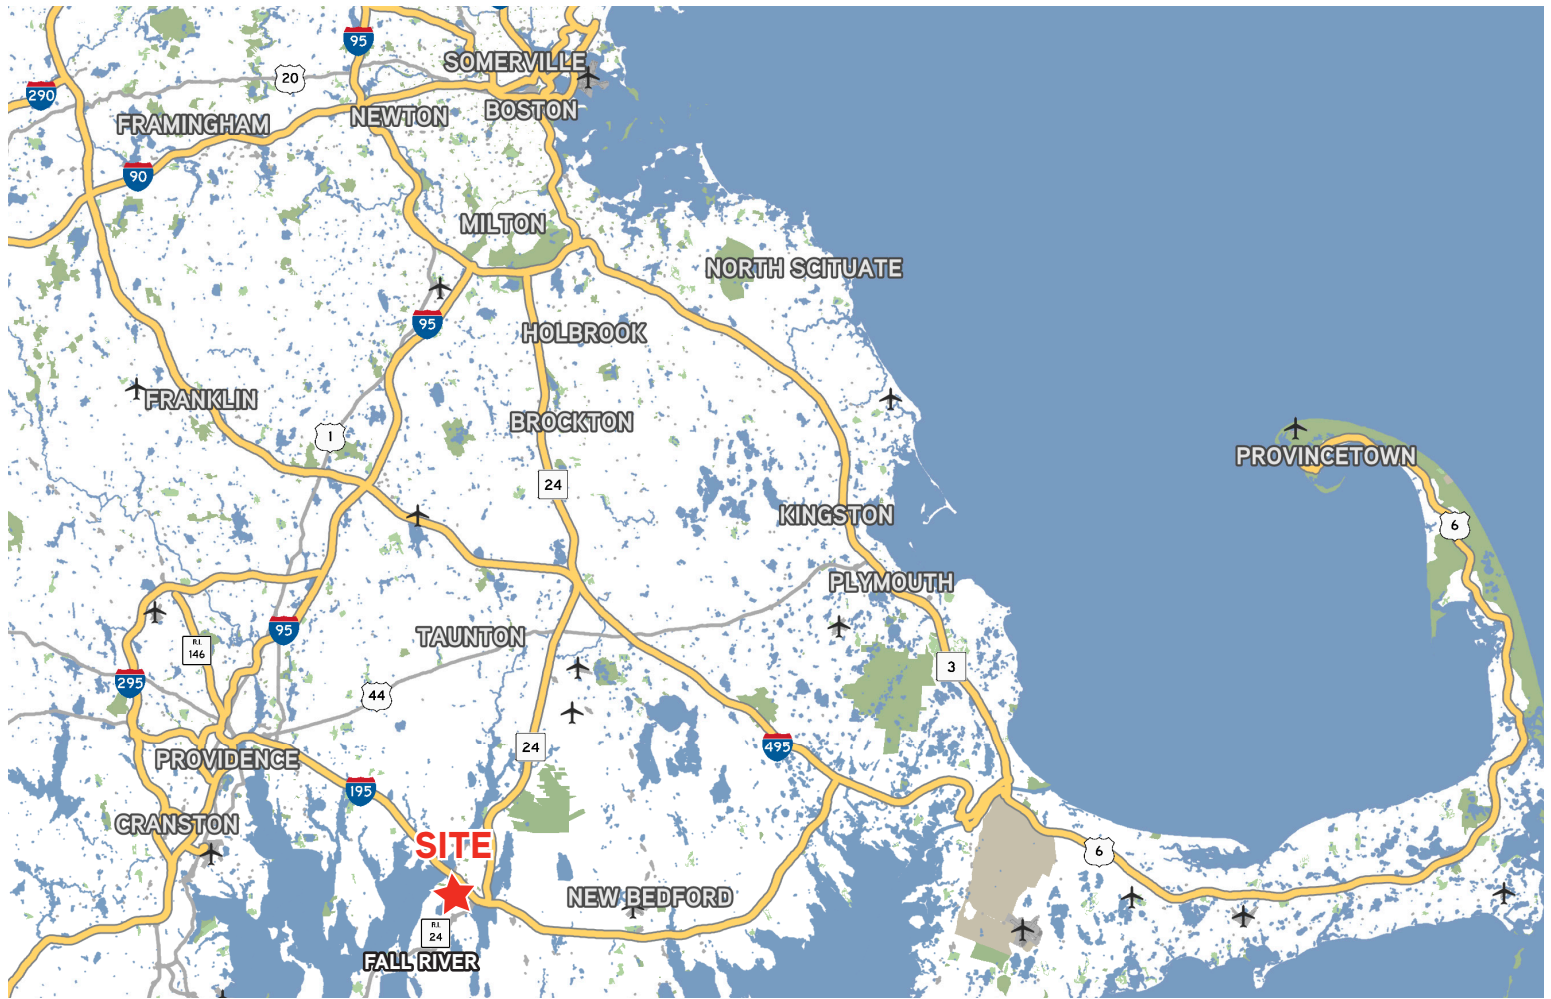 95
SOMERVILLE
20
290
FRAMINGHAM
NEWTON
BOSTON
90
MILTON
NORTH SCITUATE
95
HOLBROOK
FRANKLIN
BROCKTON
1
PROVINCETOWN
24
KINGSTON
6
PLYMOUTH
95
TAUNTON
R.I.
146
3
295
44
24
495
PROVIDENCE
195
CRANSTON
SITE
6
NEW BEDFORD
R.I.
24
FALL RIVER